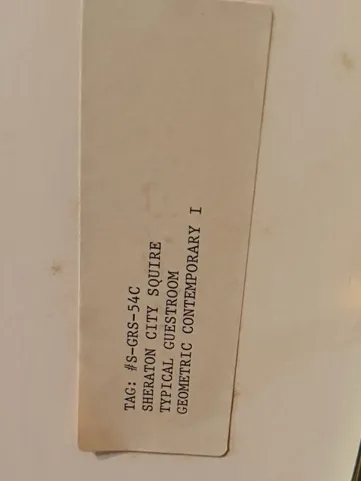 TAG: #S-GRS-54C
SHERATON CITY SQUIRE
TYPICAL GUESTROOM
GEOMETRIC CONTEMPORARY I